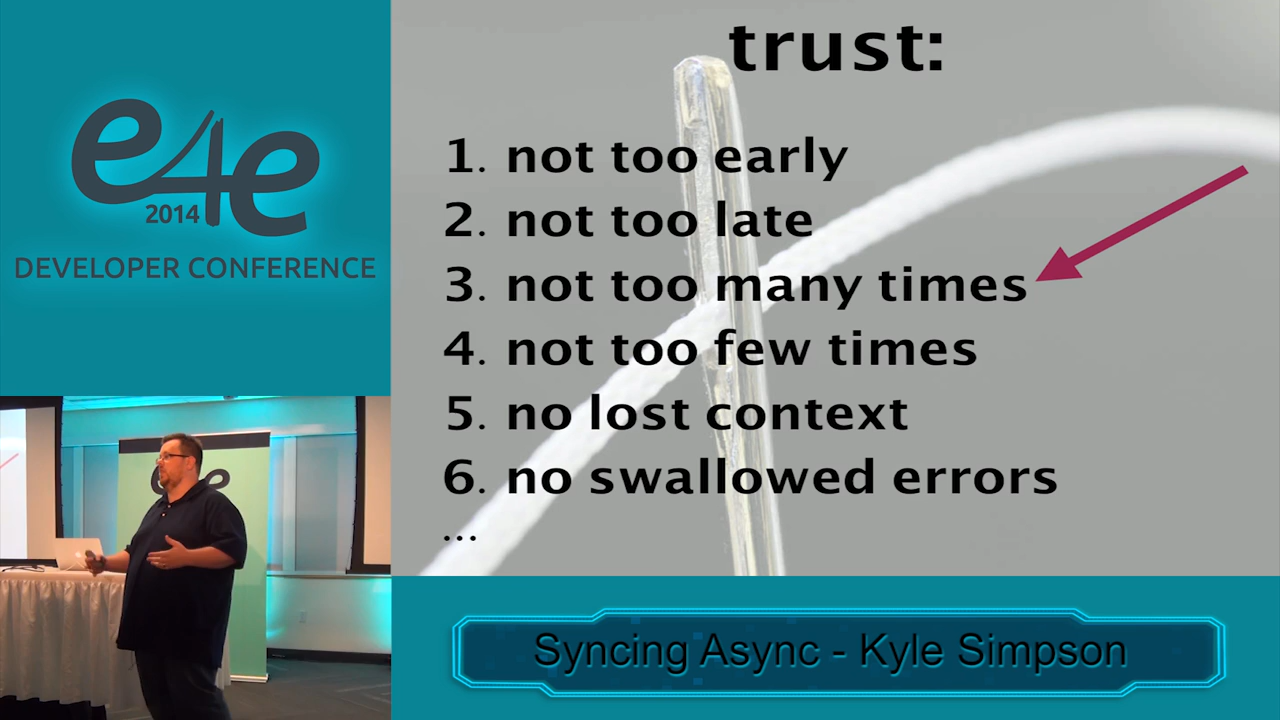 e4e
2014
DEVELOPER CONFERENCE
trust:
1. not too early
2. not too late
3. not too many times
4. not too few times
5. no lost context
6. no swallowed errors
...
Syncing Async - Kyle Simpson